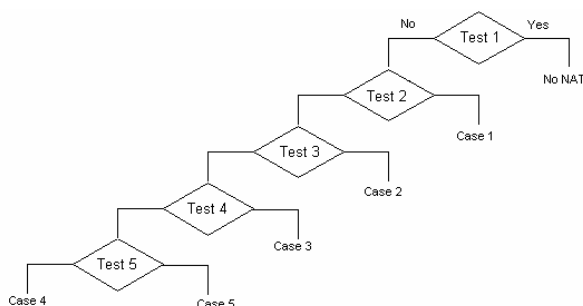 No
Yes
Test 1
No NAT
Test 2
Case 1
Test 3
Case 2
Test 4
Case 3
Test 5
Case 4
Case 5